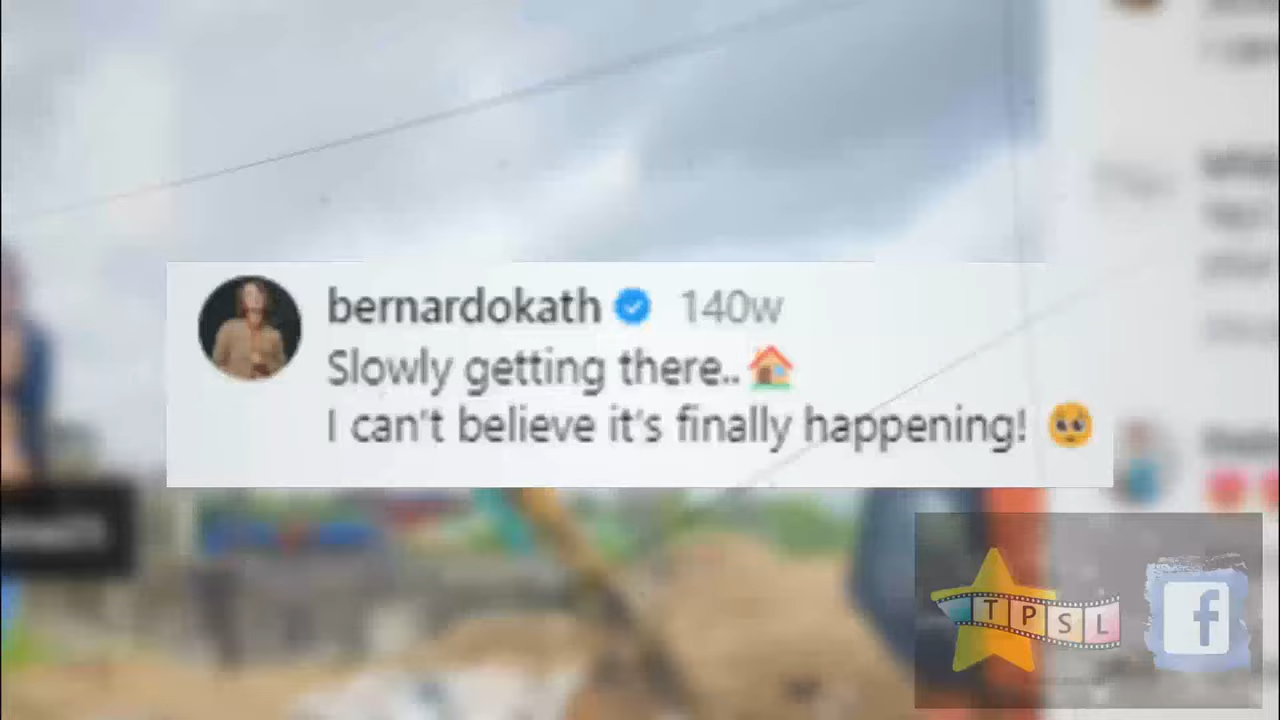 bernardokath 140w
Slowly getting there..🏠
I can't believe it's finally happening! 🥺
TPSL
f